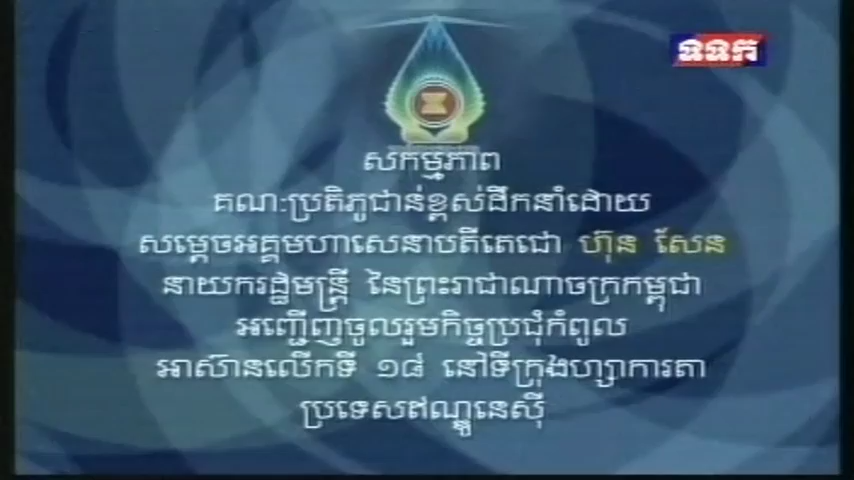 ទទក
សកម្មភាព
គណៈប្រតិភូជាន់ខ្ពស់ដឹកនាំដោយ
សម្តេចអគ្គមហាសេនាបតីតេជោ ហ៊ុន សែន
នាយករដ្ឋមន្ត្រី នៃព្រះរាជាណាចក្រកម្ពុជា
អញ្ជើញចូលរួមកិច្ចប្រជុំកំពូល
អាស៊ានលើកទី ១៨ នៅទីក្រុងហ្សាការតា
ប្រទេសឥណ្ឌូនេស៊ី